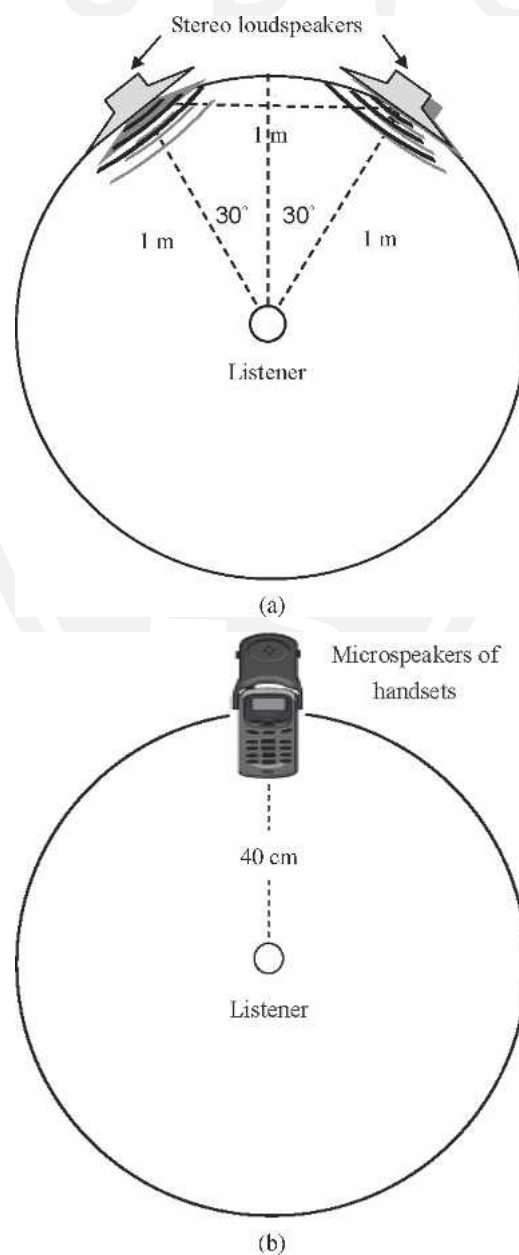 Stereo loudspeakers
1 m
30° 30°
1 m 1 m
Listener
(a)
Microspeakers of
handsets
40 cm
Listener
(b)